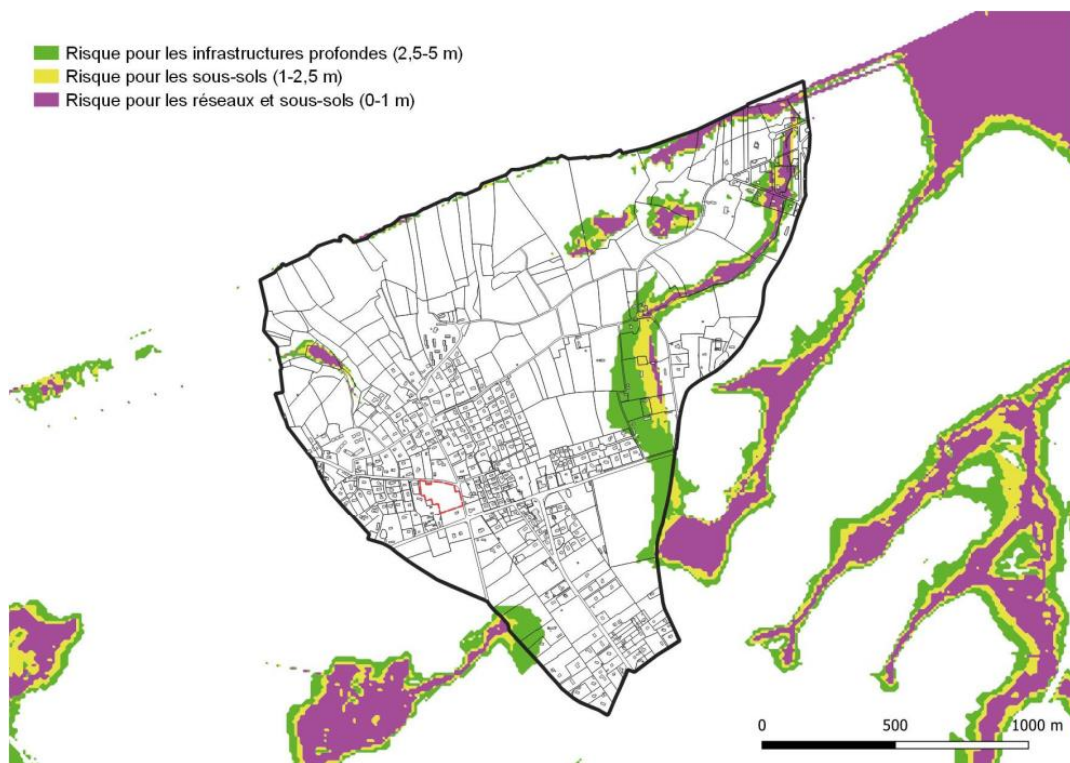 Risque pour les infrastructures profondes (2,5-5 m)
Risque pour les sous-sols (1-2,5 m)
Risque pour les réseaux et sous-sols (0-1 m)
0 500 1000 m